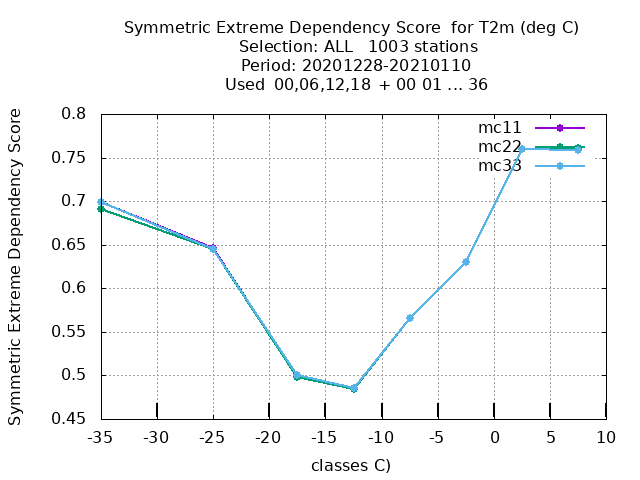 Symmetric Extreme Dependency Score for T2m (deg C)
Selection: ALL 1003 stations
Period: 20201228-20210110
Used 00,06,12,18 + 00 01 ... 36
Symmetric Extreme Dependency Score
0.8
0.75
0.7
0.65
0.6
0.55
0.5
0.45
mc11
mc22
mc33
-35 -30 -25 -20 -15 -10 -5 0 5 10
classes C)